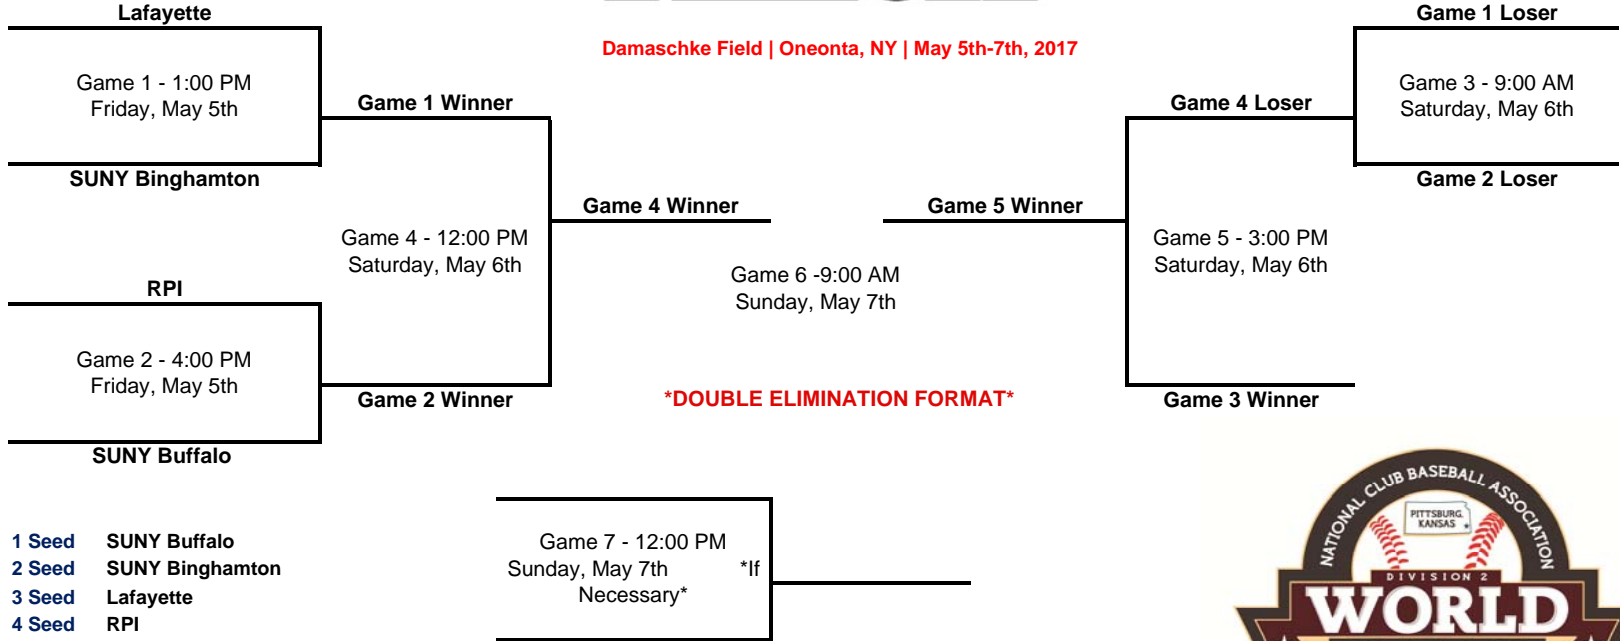 Lafayette
Game 1 Loser
Damaschke Field | Oneonta, NY | May 5th-7th, 2017
Game 1 - 1:00 PM
Friday, May 5th
Game 1 Winner
Game 4 Loser
Game 3 - 9:00 AM
Saturday, May 6th
SUNY Binghamton
Game 2 Loser
Game 4 Winner
Game 5 Winner
Game 4 - 12:00 PM
Saturday, May 6th
Game 5 - 3:00 PM
Saturday, May 6th
Game 6 -9:00 AM
Sunday, May 7th
RPI
Game 2 - 4:00 PM
Friday, May 5th
Game 2 Winner
*DOUBLE ELIMINATION FORMAT*
Game 3 Winner
SUNY Buffalo
1 Seed SUNY Buffalo
2 Seed SUNY Binghamton
3 Seed Lafayette
4 Seed RPI
Game 7 - 12:00 PM
Sunday, May 7th *If
Necessary*
NATIONAL CLUB BASEBALL ASSOCIATION
PITTSBURG,
KANSAS
DIVISION 2
WORLD